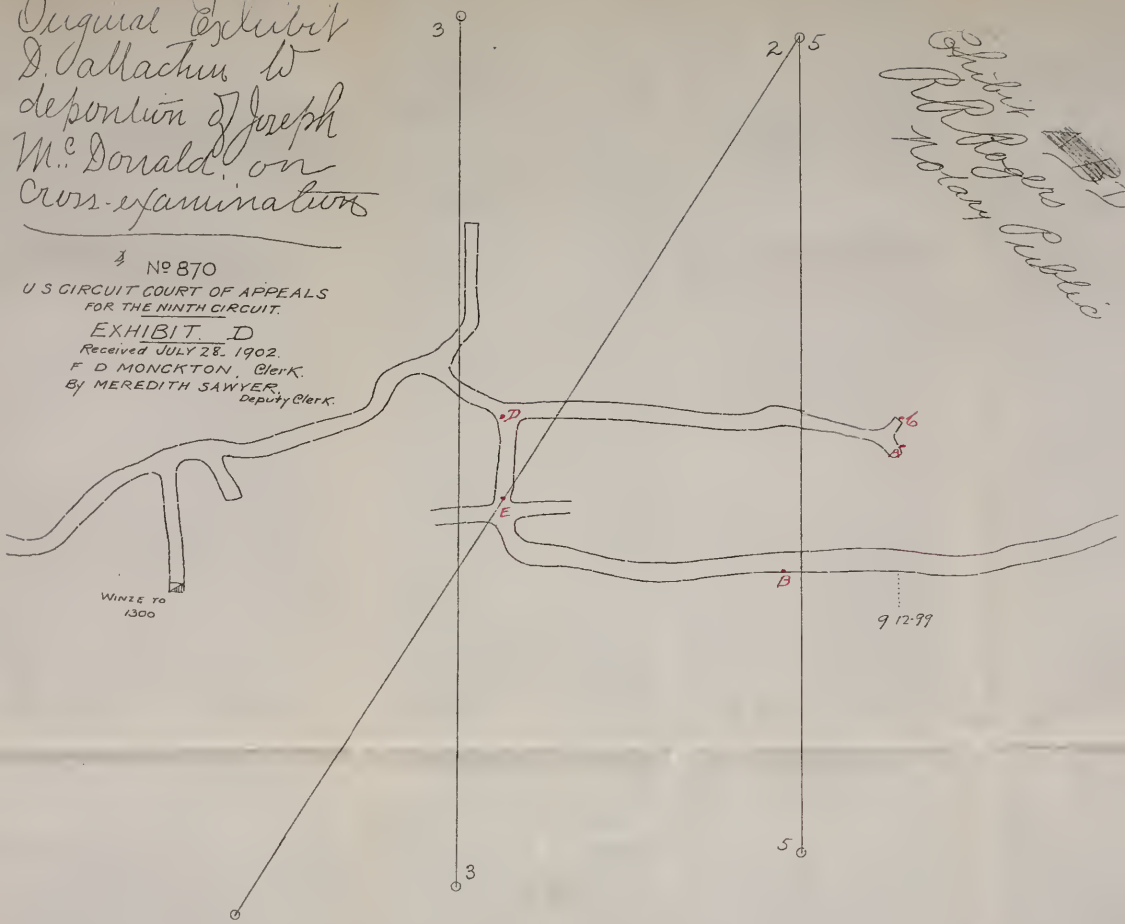 Original Exhibit
D. attached to
deposition of Joseph
Mc. Donald. on
Cross-examination
No 870
U S CIRCUIT COURT OF APPEALS
FOR THE NINTH CIRCUIT.
EXHIBIT. D
Received JULY 28- 1902.
F D MONCKTON, Clerk.
By MEREDITH SAWYER,
Deputy Clerk.
3
2 5
Exhibit D
R R Rogers
Notary Public
D
6
E
B
WINZE TO
1300
9-12-99
3
5